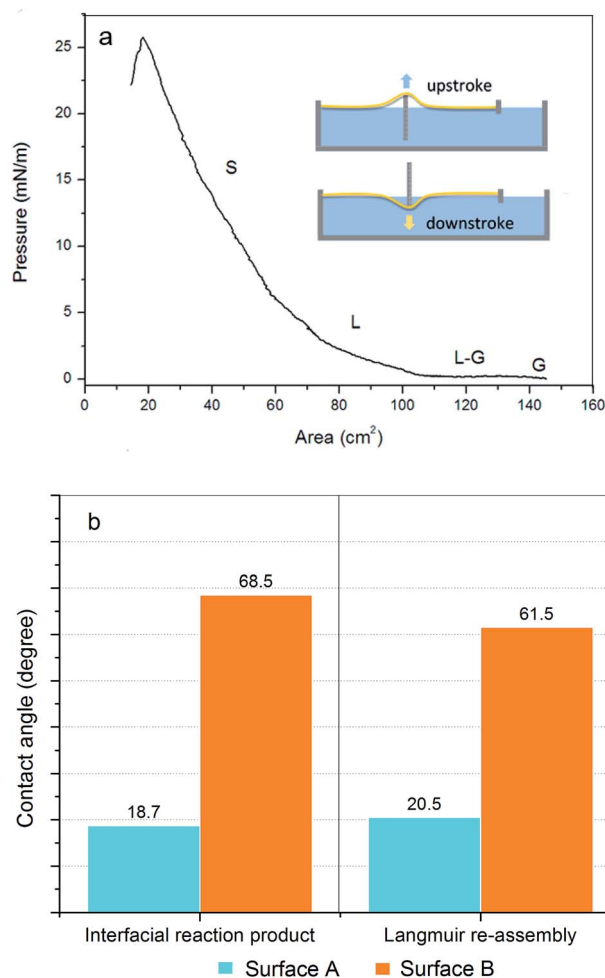 a
25
20
15
10
5
0
Pressure (mN/m)
S
L
L-G
G
upstroke
downstroke
0 20 40 60 80 100 120 140 160
Area (cm²)
b
Contact angle (degree)
68.5
61.5
18.7
20.5
Interfacial reaction product Langmuir re-assembly
Surface A Surface B